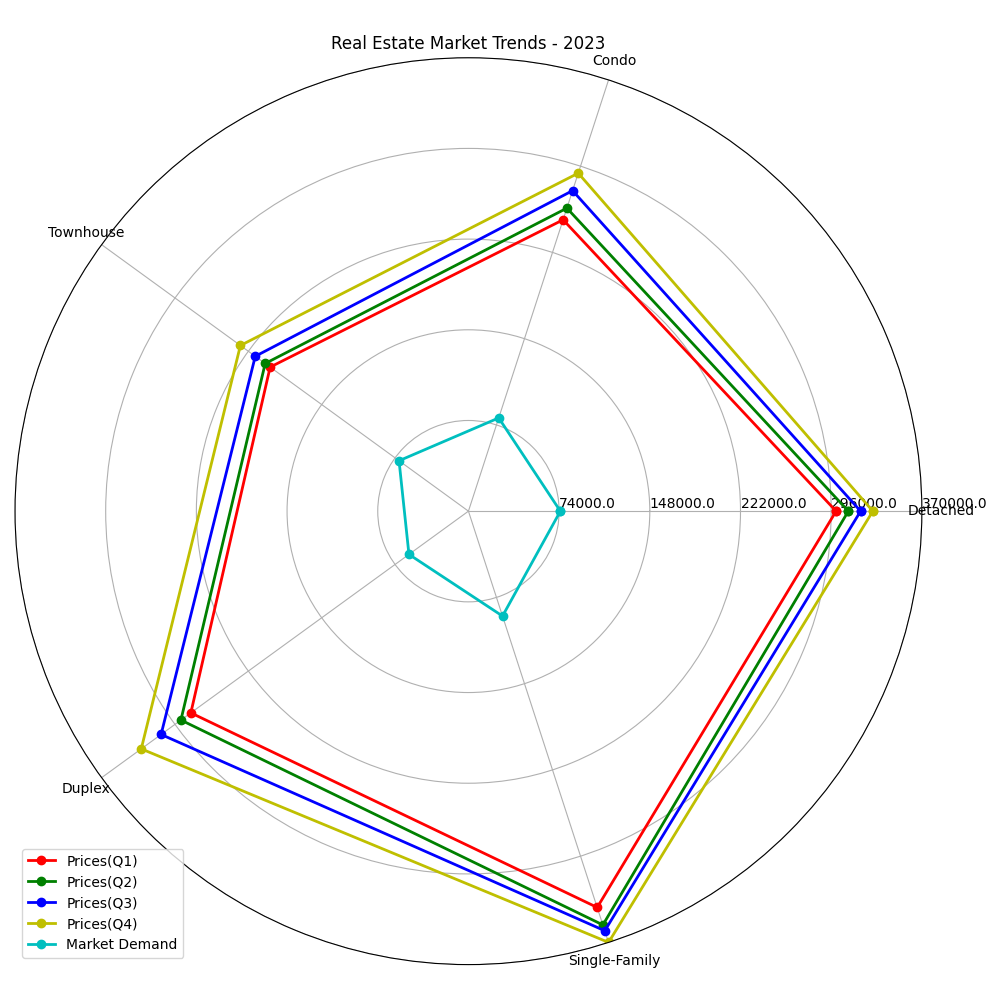 Real Estate Market Trends - 2023
Condo
Townhouse
74000.0
148000.0
222000.0
296000.0
370000.0
Detached
Duplex
Single-Family
Prices(Q1)
Prices(Q2)
Prices(Q3)
Prices(Q4)
Market Demand